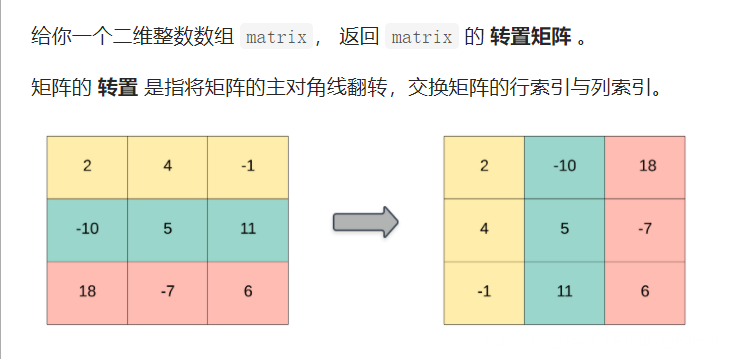 给你一个二维整数数组 matrix， 返回 matrix 的 转置矩阵 。
矩阵的 转置 是指将矩阵的主对角线翻转，交换矩阵的行索引与列索引。
2 4 -1 2 -10 18
-10 5 11 4 5 -7
18 -7 6 -1 11 6